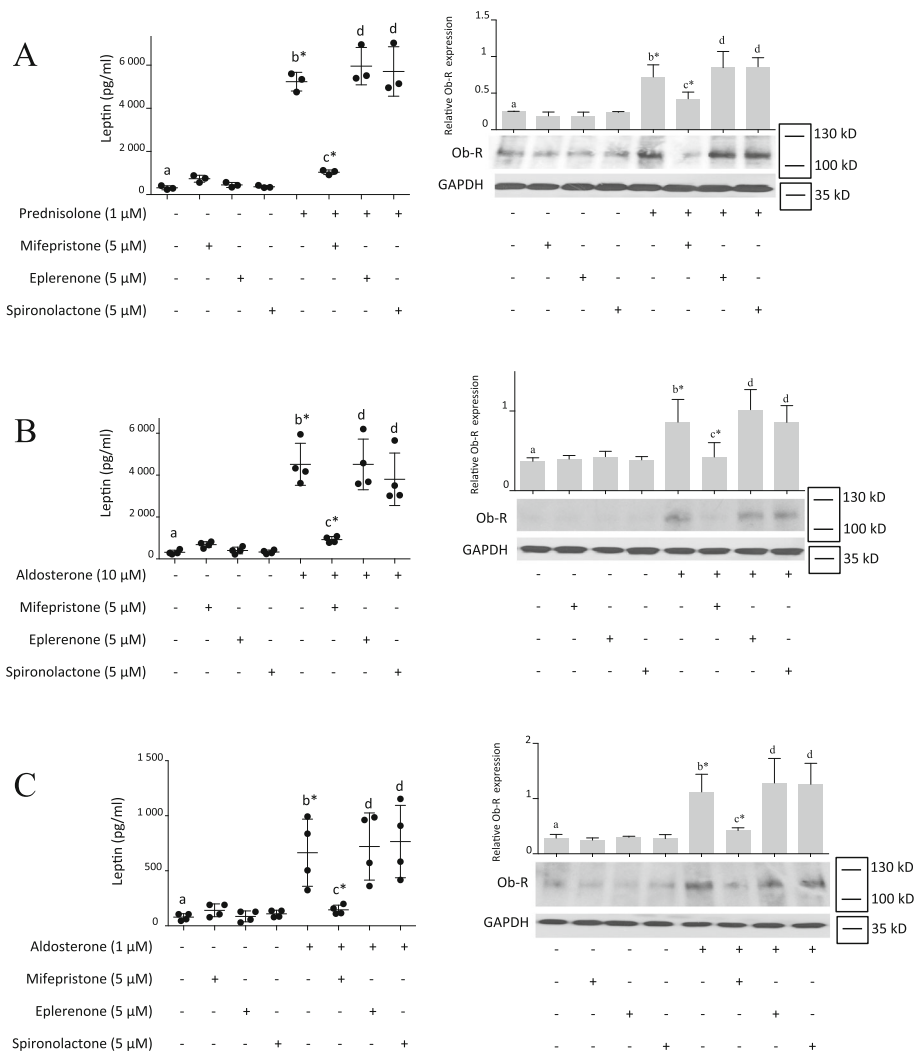 A
Leptin (pg/ml)
6 000
4 000
2 000
0
a
b*
c*
d
d
Prednisolone (1 µM) - - - - + + + +
Mifepristone (5 µM) - + - - - + - -
Eplerenone (5 µM) - - + - - - + -
Spironolactone (5 µM) - - - + - - - +
Relative Ob-R expression
1.5
1
0.5
0
a
b*
c*
d
d
Ob-R
GAPDH
130 kD
100 kD
35 kD
- - - - + + + +
- + - - - + - -
- - + - - - + -
- - - + - - - +
B
Leptin (pg/ml)
6 000
4 000
2 000
0
a
b*
c*
d
d
Aldosterone (10 µM) - - - - + + + +
Mifepristone (5 µM) - + - - - + - -
Eplerenone (5 µM) - - + - - - + -
Spironolactone (5 µM) - - - + - - - +
Relative Ob-R expression
1
0
a
b*
c*
d
d
Ob-R
GAPDH
130 kD
100 kD
35 kD
- - - - + + + +
- + - - - + - -
- - + - - - + -
- - - + - - - +
C
Leptin (pg/ml)
1 500
1 000
500
0
a
b*
c*
d
d
Aldosterone (1 µM) - - - - + + + +
Mifepristone (5 µM) - + - - - + - -
Eplerenone (5 µM) - - + - - - + -
Spironolactone (5 µM) - - - + - - - +
Relative Ob-R expression
2
1
0
a
b*
c*
d
d
Ob-R
GAPDH
130 kD
100 kD
35 kD
- - - - + + + +
- + - - - + - -
- - + - - - + -
- - - + - - - +